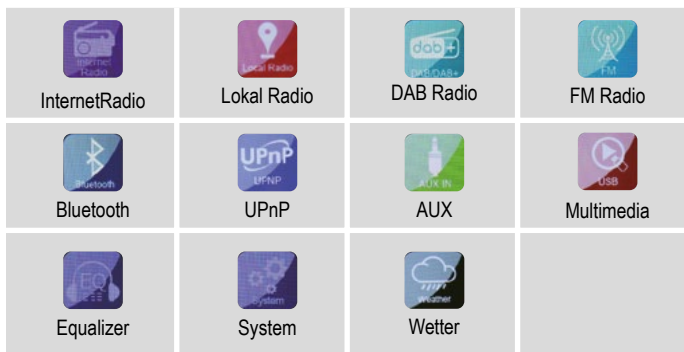 Internet
Radio
InternetRadio
Local Radio
Lokal Radio
dab+
DAB/DAB+
DAB Radio
FM
FM Radio
Bluetooth
Bluetooth
UPnP
UPNP
UPnP
AUX IN
AUX
USB
Multimedia
EQ
Equalizer
System
System
Weather
Wetter